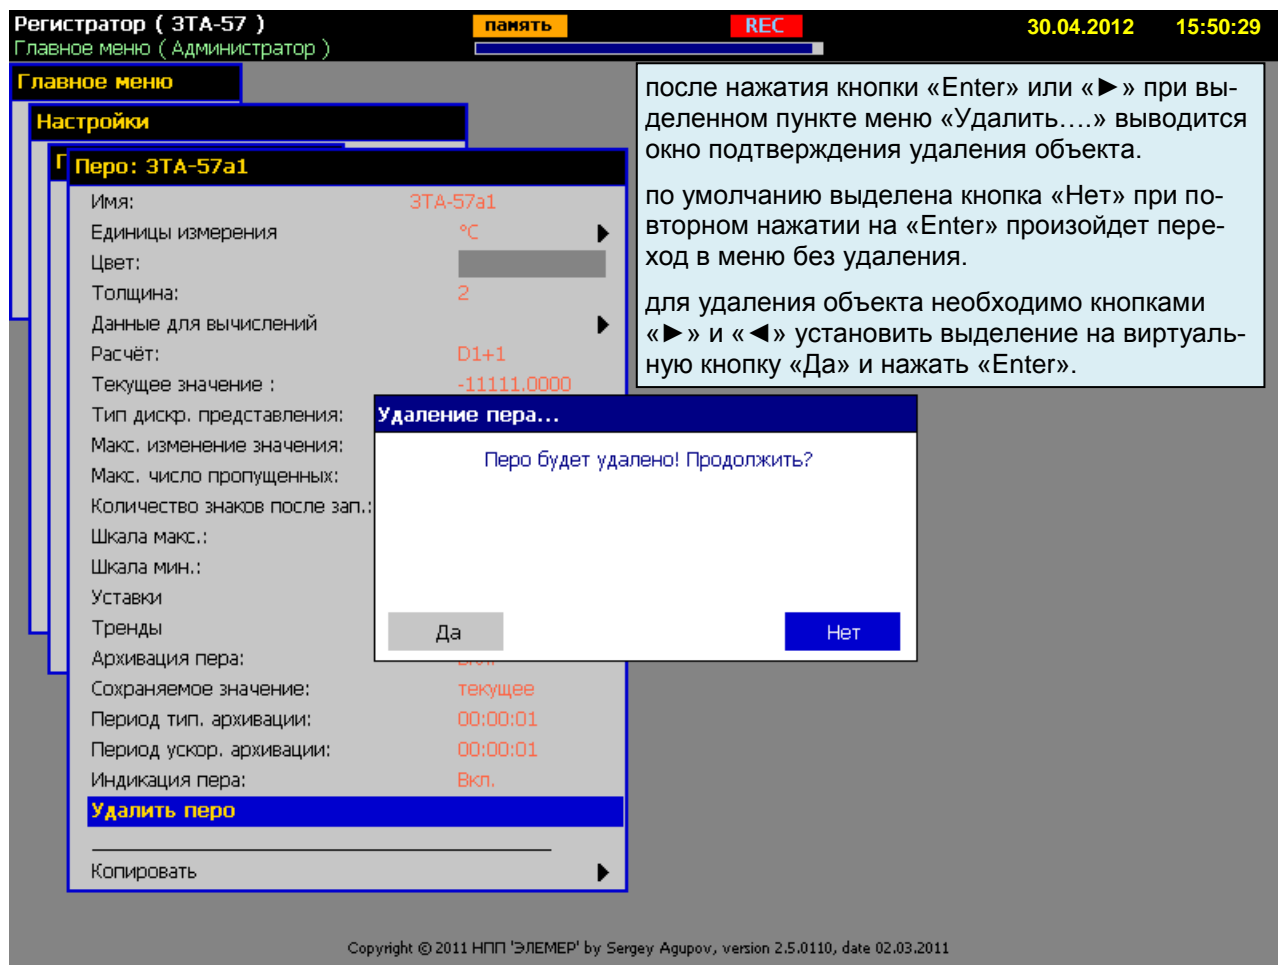 Регистратор ( ЗТА-57 )
память
REC
30.04.2012 15:50:29
Главное меню ( Администратор )
Главное меню
Настройки
Г
Перо: ЗТА-57а1
Имя: ЗТА-57а1
Единицы измерения °C ►
Цвет:
Толщина: 2
Данные для вычислений ►
Расчёт: D1+1
Текущее значение : -11111.0000
Тип дискр. представления:
Макс. изменение значения:
Макс. число пропущенных:
Количество знаков после зап.:
Шкала макс.:
Шкала мин.:
Уставки
Тренды
Архивация пера:
Сохраняемое значение: текущее
Период тип. архивации: 00:00:01
Период ускор. архивации: 00:00:01
Индикация пера: Вкл.
Удалить перо
Копировать ►
после нажатия кнопки «Enter» или «►» при вы-
деленном пункте меню «Удалить….» выводится
окно подтверждения удаления объекта.
по умолчанию выделена кнопка «Нет» при по-
вторном нажатии на «Enter» произойдет пере-
ход в меню без удаления.
для удаления объекта необходимо кнопками
«►» и «◄» установить выделение на виртуаль-
ную кнопку «Да» и нажать «Enter».
Удаление пера...
Перо будет удалено! Продолжить?
Да
Нет
Copyright © 2011 НПП 'ЭЛЕМЕР' by Sergey Agupov, version 2.5.0110, date 02.03.2011